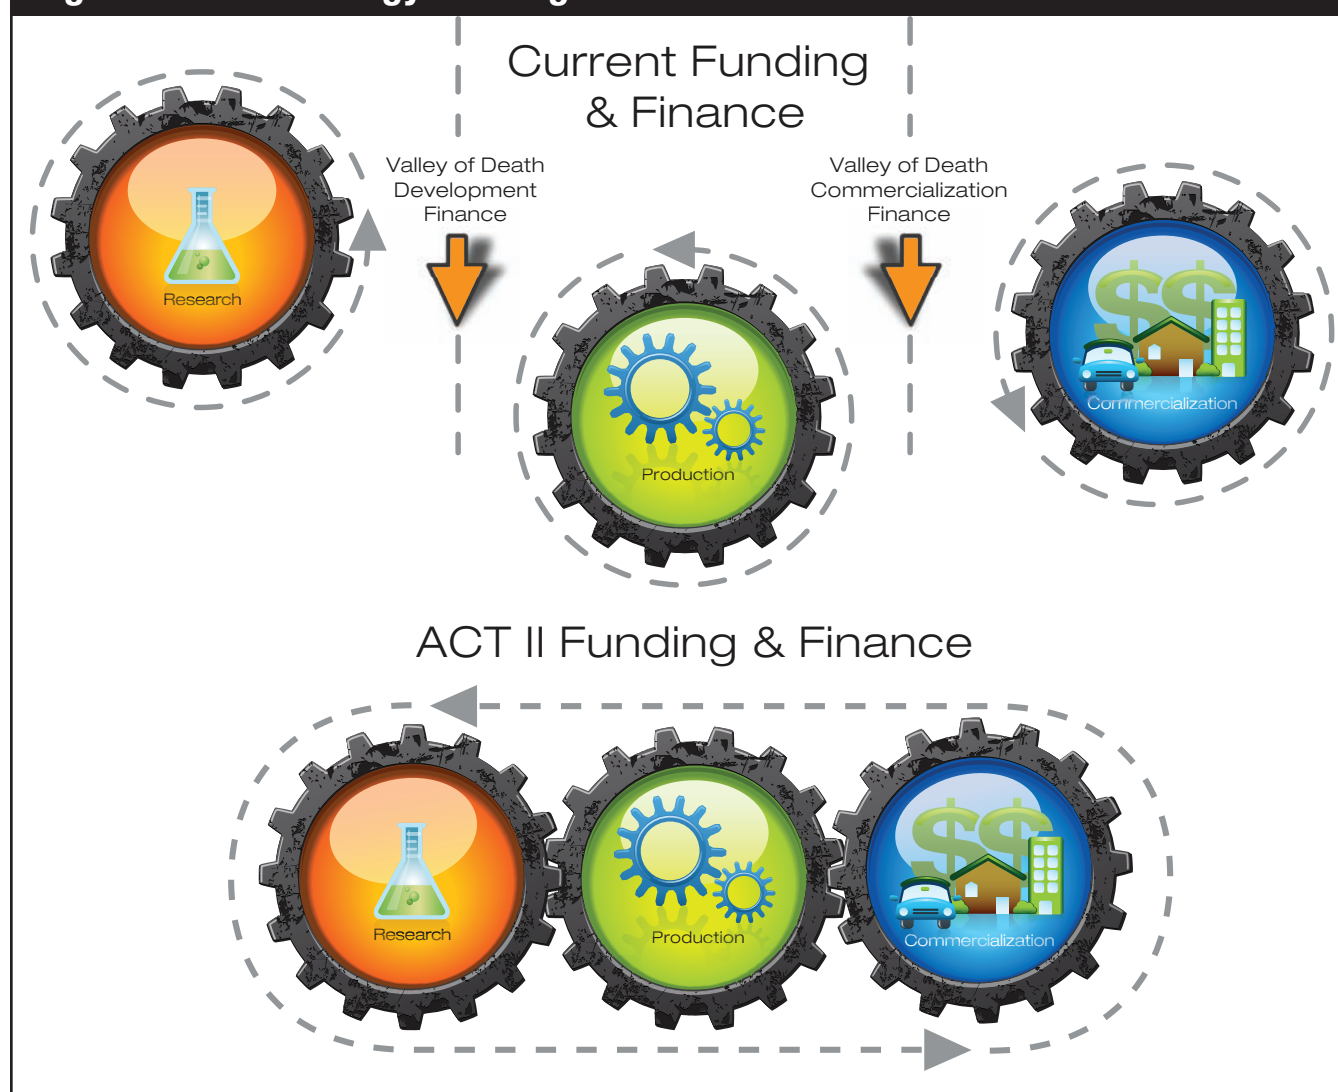 Current Funding
& Finance
Valley of Death
Development
Finance
Valley of Death
Commercialization
Finance
Research
Production
Commercialization
ACT II Funding & Finance
Research
Production
Commercialization